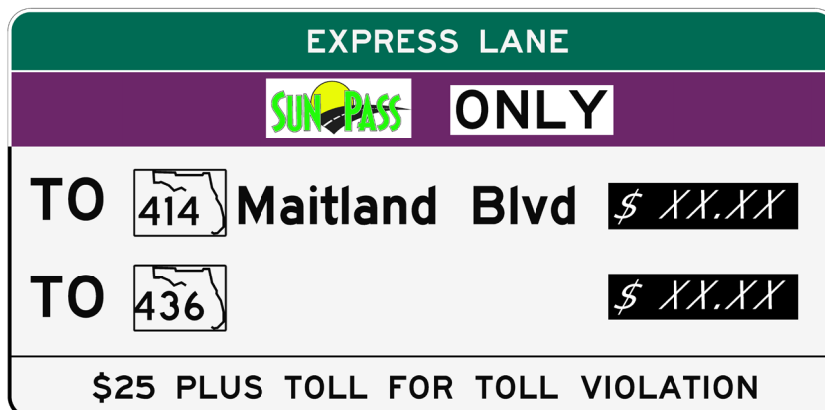 EXPRESS LANE
SUNPASS ONLY
TO 414 Maitland Blvd $ XX.XX
TO 436 $ XX.XX
$25 PLUS TOLL FOR TOLL VIOLATION